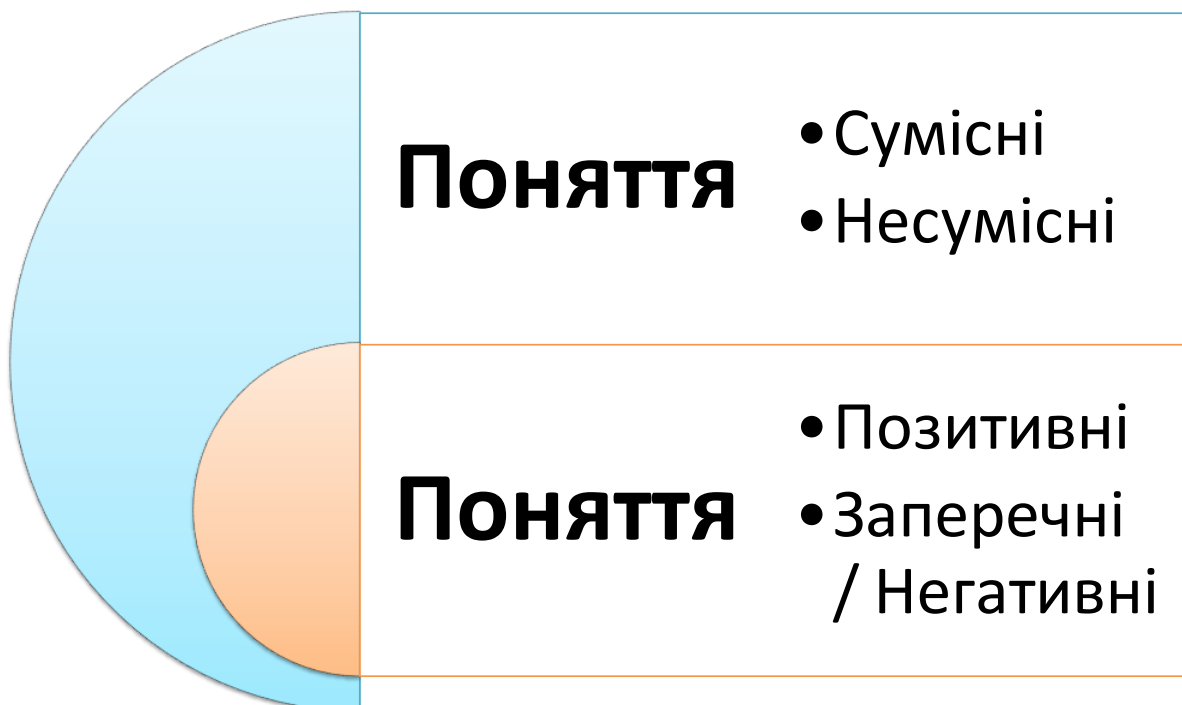 Поняття
•Сумісні
•Несумісні
Поняття
•Позитивні
•Заперечні
/ Негативні